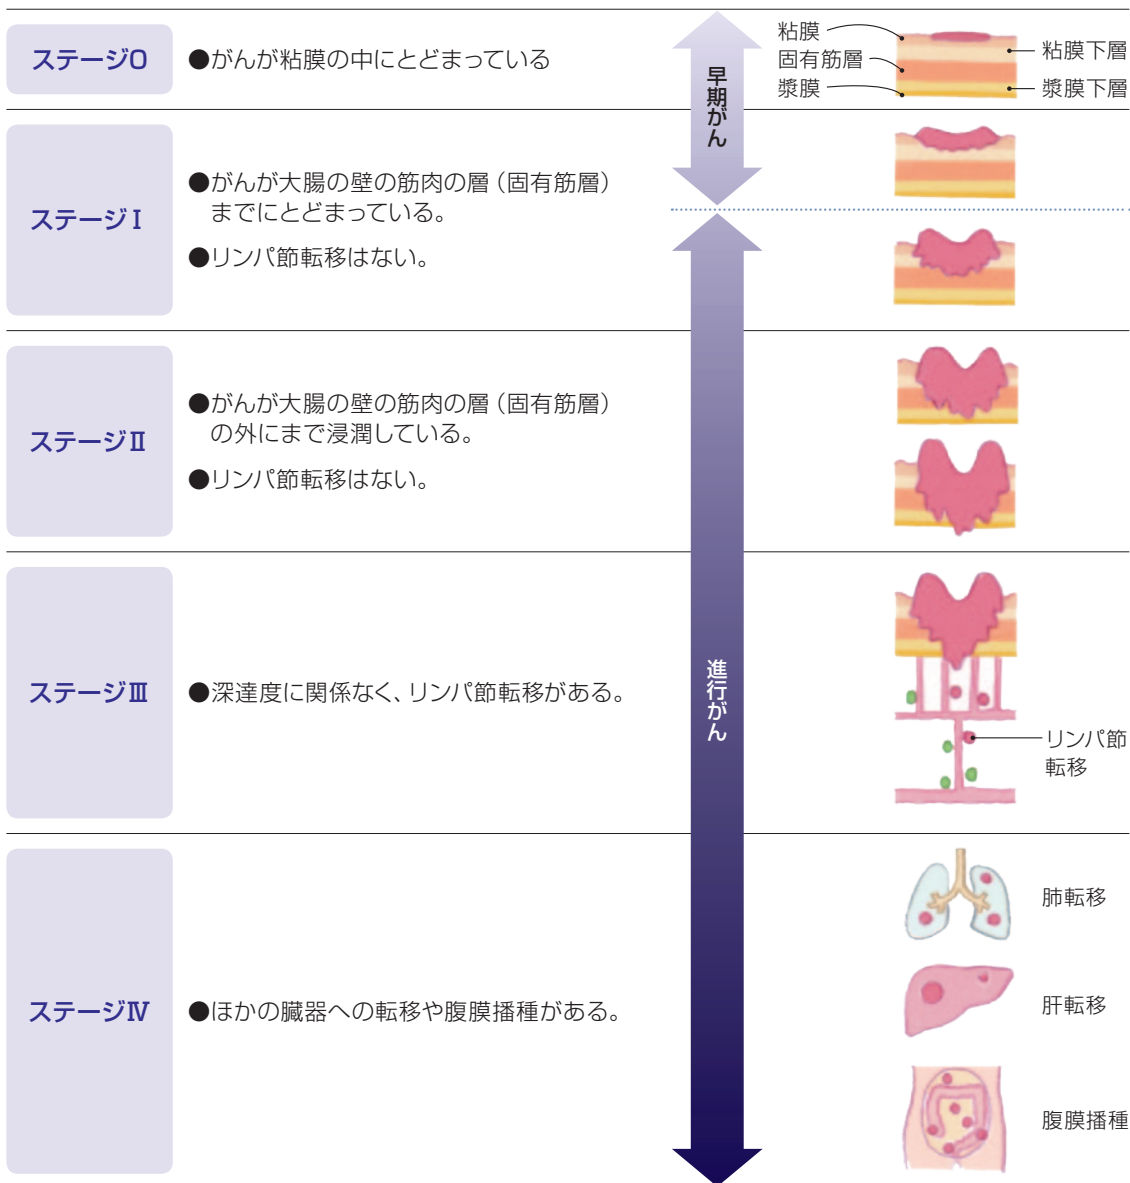 ステージ0
●がんが粘膜の中にとどまっている
早期がん
粘膜
固有筋層
漿膜
粘膜下層
漿膜下層
ステージⅠ
●がんが大腸の壁の筋肉の層（固有筋層）
までにとどまっている。
●リンパ節転移はない。
ステージⅡ
●がんが大腸の壁の筋肉の層（固有筋層）
の外にまで浸潤している。
●リンパ節転移はない。
進行がん
ステージⅢ
●深達度に関係なく、リンパ節転移がある。
リンパ節
転移
ステージⅣ
●ほかの臓器への転移や腹膜播種がある。
肺転移
肝転移
腹膜播種